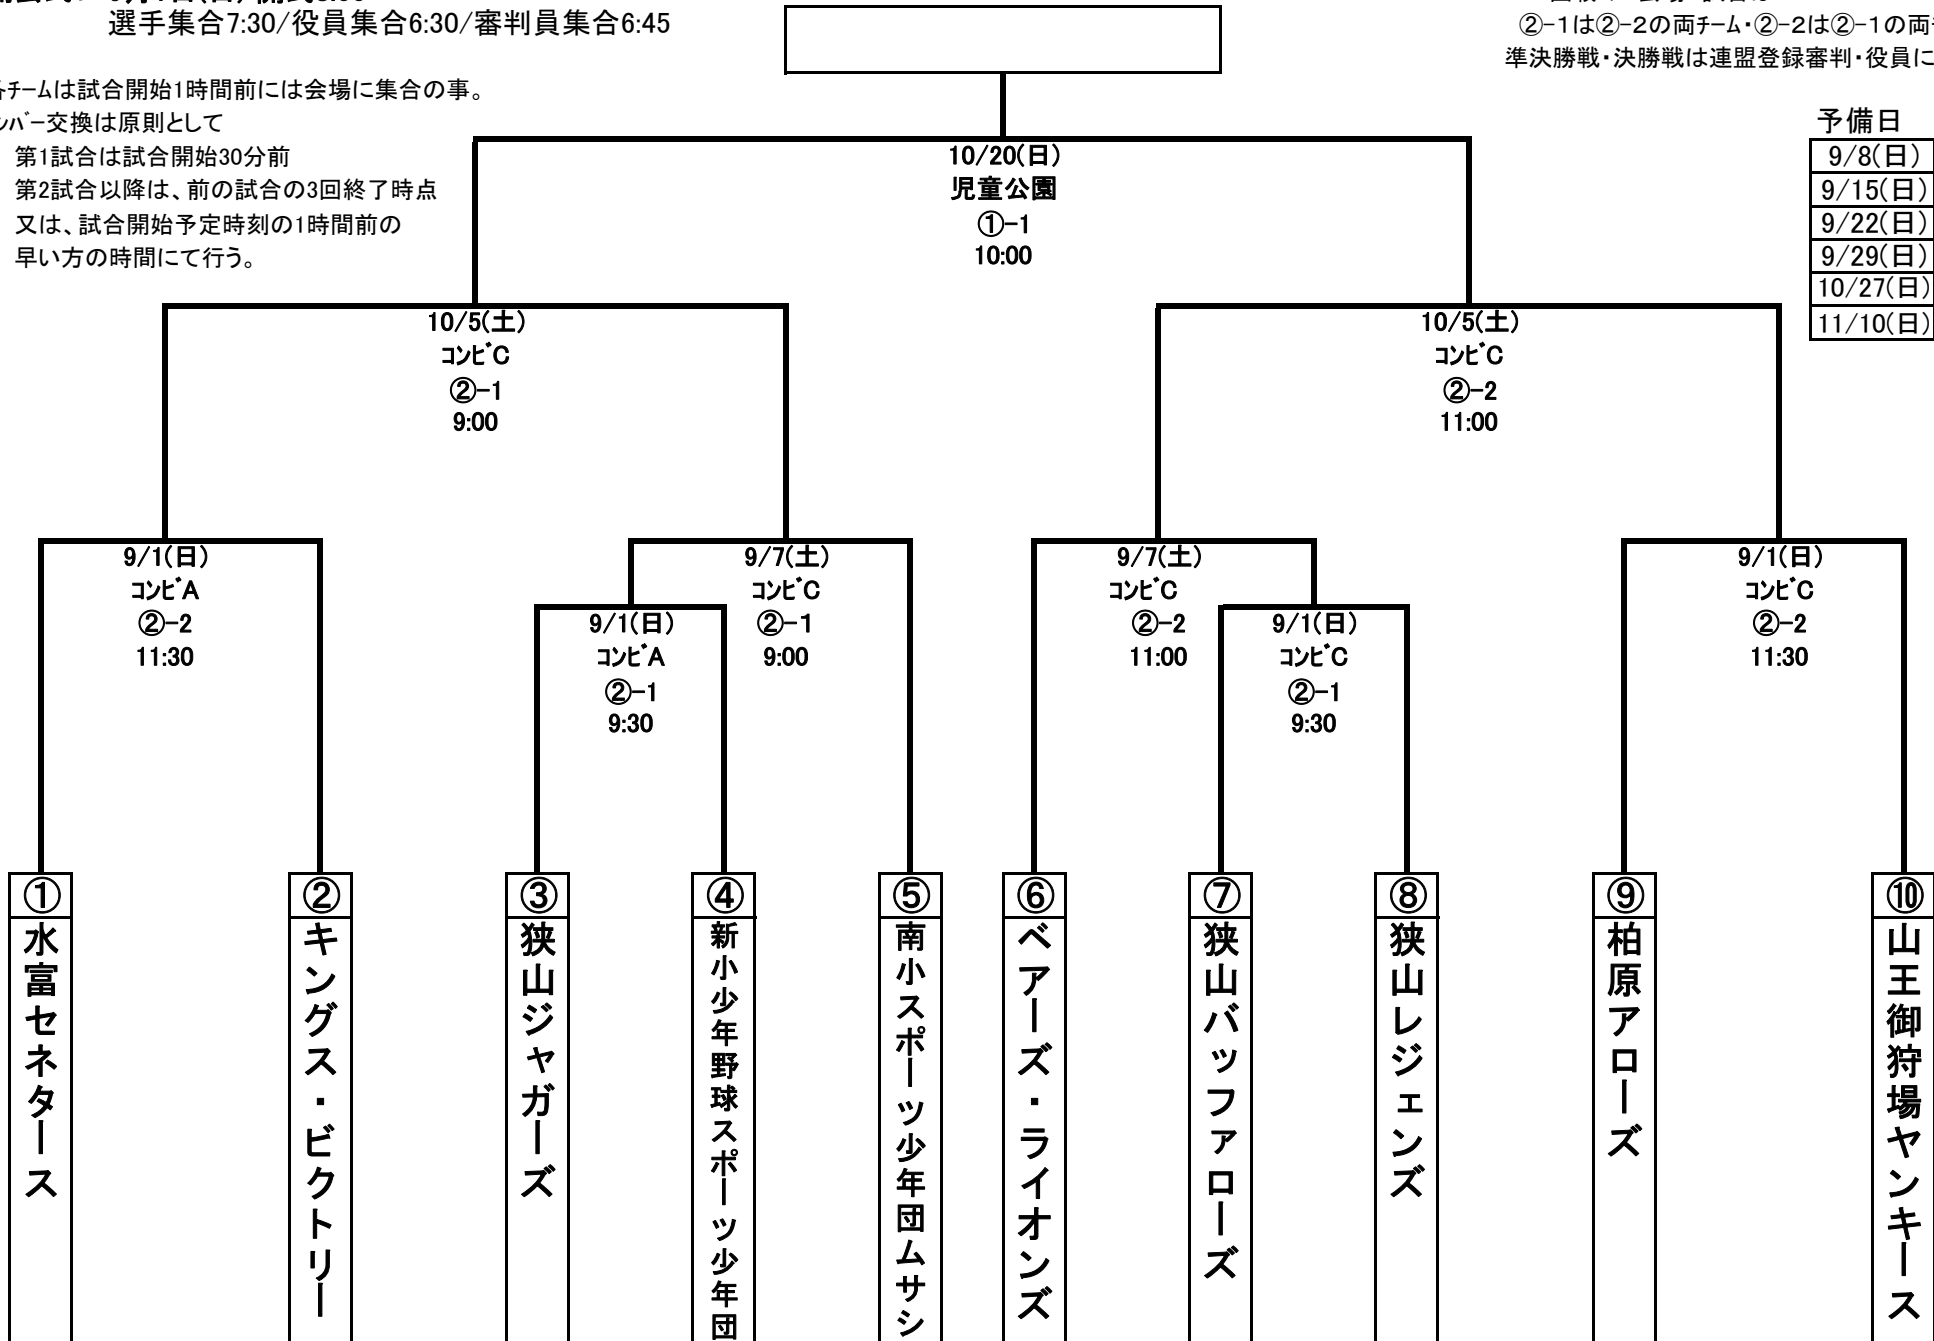 選手集合7:30/役員集合6:30/審判員集合6:45
②-1は②-2の両チーム・②-2は②-1の両
準決勝戦・決勝戦は連盟登録審判・役員に
チームは試合開始1時間前には会場に集合の事。
バー交換は原則として
第1試合は試合開始30分前
第2試合以降は、前の試合の3回終了時点
又は、試合開始予定時刻の1時間前の
早い方の時間にて行う。
予備日
9/8(日)
9/15(日)
9/22(日)
9/29(日)
10/27(日)
11/10(日)
10/20(日)
児童公園
①-1
10:00
10/5(土)
コンビC
②-1
9:00
10/5(土)
コンビC
②-2
11:00
9/1(日)
コンビA
②-2
11:30
9/1(日)
コンビA
②-1
9:30
9/7(土)
コンビC
②-1
9:00
9/7(土)
コンビC
②-2
11:00
9/1(日)
コンビC
②-1
9:30
9/1(日)
コンビC
②-2
11:30
①
水富セネタース
②
キングス・ビクトリー
③
狭山ジャガーズ
④
新小少年野球スポーツ少年団
⑤
南小スポーツ少年団ムサシ
⑥
ベアーズ・ライオンズ
⑦
狭山バッファローズ
⑧
狭山レジェンズ
⑨
柏原アローズ
⑩
山王御狩場ヤンキース